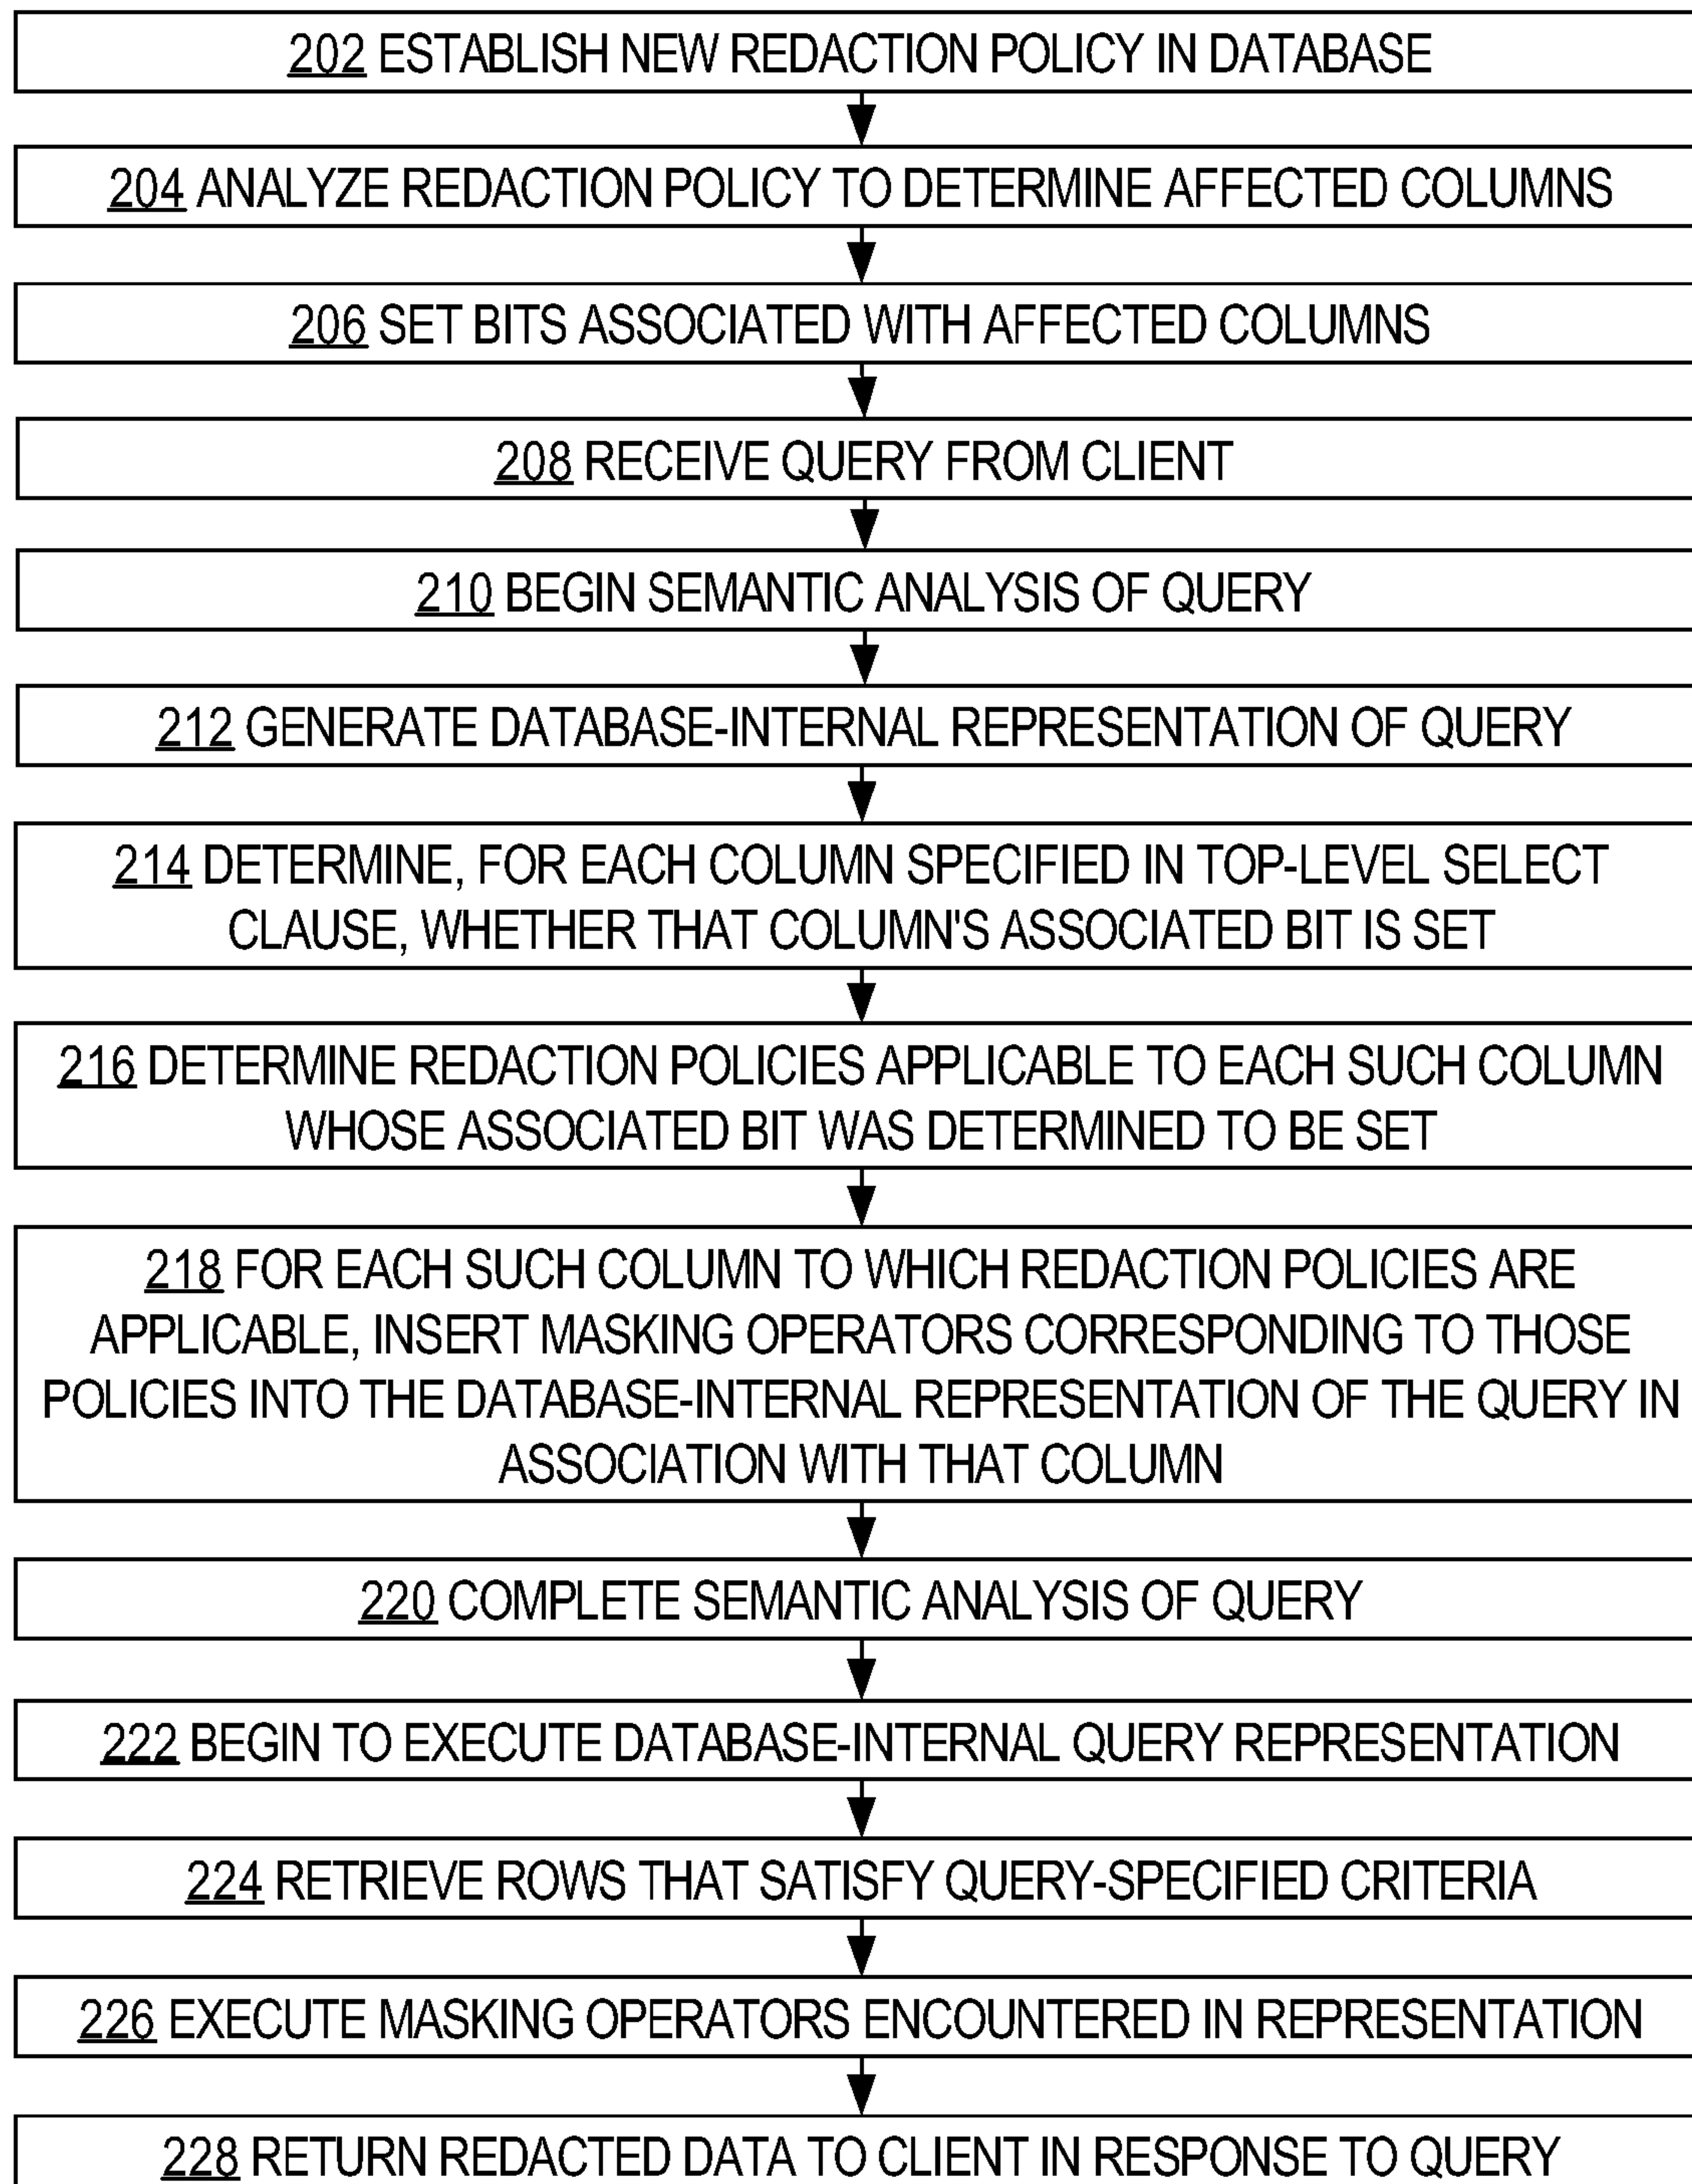 202 ESTABLISH NEW REDACTION POLICY IN DATABASE
204 ANALYZE REDACTION POLICY TO DETERMINE AFFECTED COLUMNS
206 SET BITS ASSOCIATED WITH AFFECTED COLUMNS
208 RECEIVE QUERY FROM CLIENT
210 BEGIN SEMANTIC ANALYSIS OF QUERY
212 GENERATE DATABASE-INTERNAL REPRESENTATION OF QUERY
214 DETERMINE, FOR EACH COLUMN SPECIFIED IN TOP-LEVEL SELECT
CLAUSE, WHETHER THAT COLUMN'S ASSOCIATED BIT IS SET
216 DETERMINE REDACTION POLICIES APPLICABLE TO EACH SUCH COLUMN
WHOSE ASSOCIATED BIT WAS DETERMINED TO BE SET
218 FOR EACH SUCH COLUMN TO WHICH REDACTION POLICIES ARE
APPLICABLE, INSERT MASKING OPERATORS CORRESPONDING TO THOSE
POLICIES INTO THE DATABASE-INTERNAL REPRESENTATION OF THE QUERY IN
ASSOCIATION WITH THAT COLUMN
220 COMPLETE SEMANTIC ANALYSIS OF QUERY
222 BEGIN TO EXECUTE DATABASE-INTERNAL QUERY REPRESENTATION
224 RETRIEVE ROWS THAT SATISFY QUERY-SPECIFIED CRITERIA
226 EXECUTE MASKING OPERATORS ENCOUNTERED IN REPRESENTATION
228 RETURN REDACTED DATA TO CLIENT IN RESPONSE TO QUERY